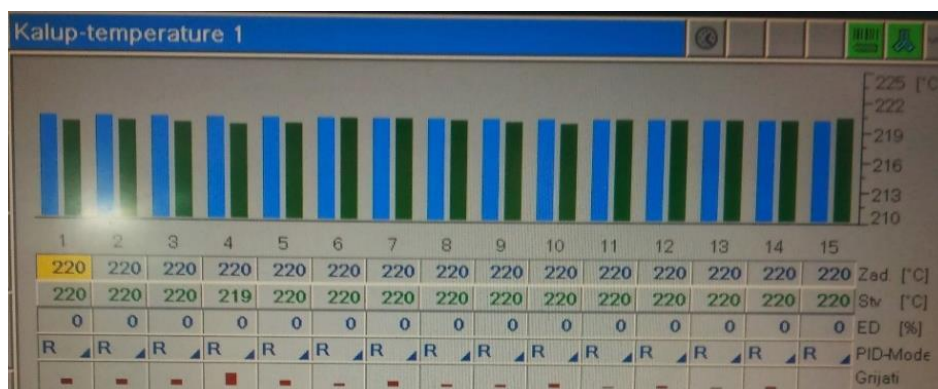 Kalup-temperature 1
225 [°C
222
219
216
213
210
1 2 3 4 5 6 7 8 9 10 11 12 13 14 15
220 220 220 220 220 220 220 220 220 220 220 220 220 220 220 Zad. [°C]
220 220 220 219 220 220 220 220 220 220 220 220 220 220 220 Stv [°C]
0 0 0 0 0 0 0 0 0 0 0 0 0 0 0 ED [%]
R R R R R R R R R R R R R R R PID-Mode
Grijati